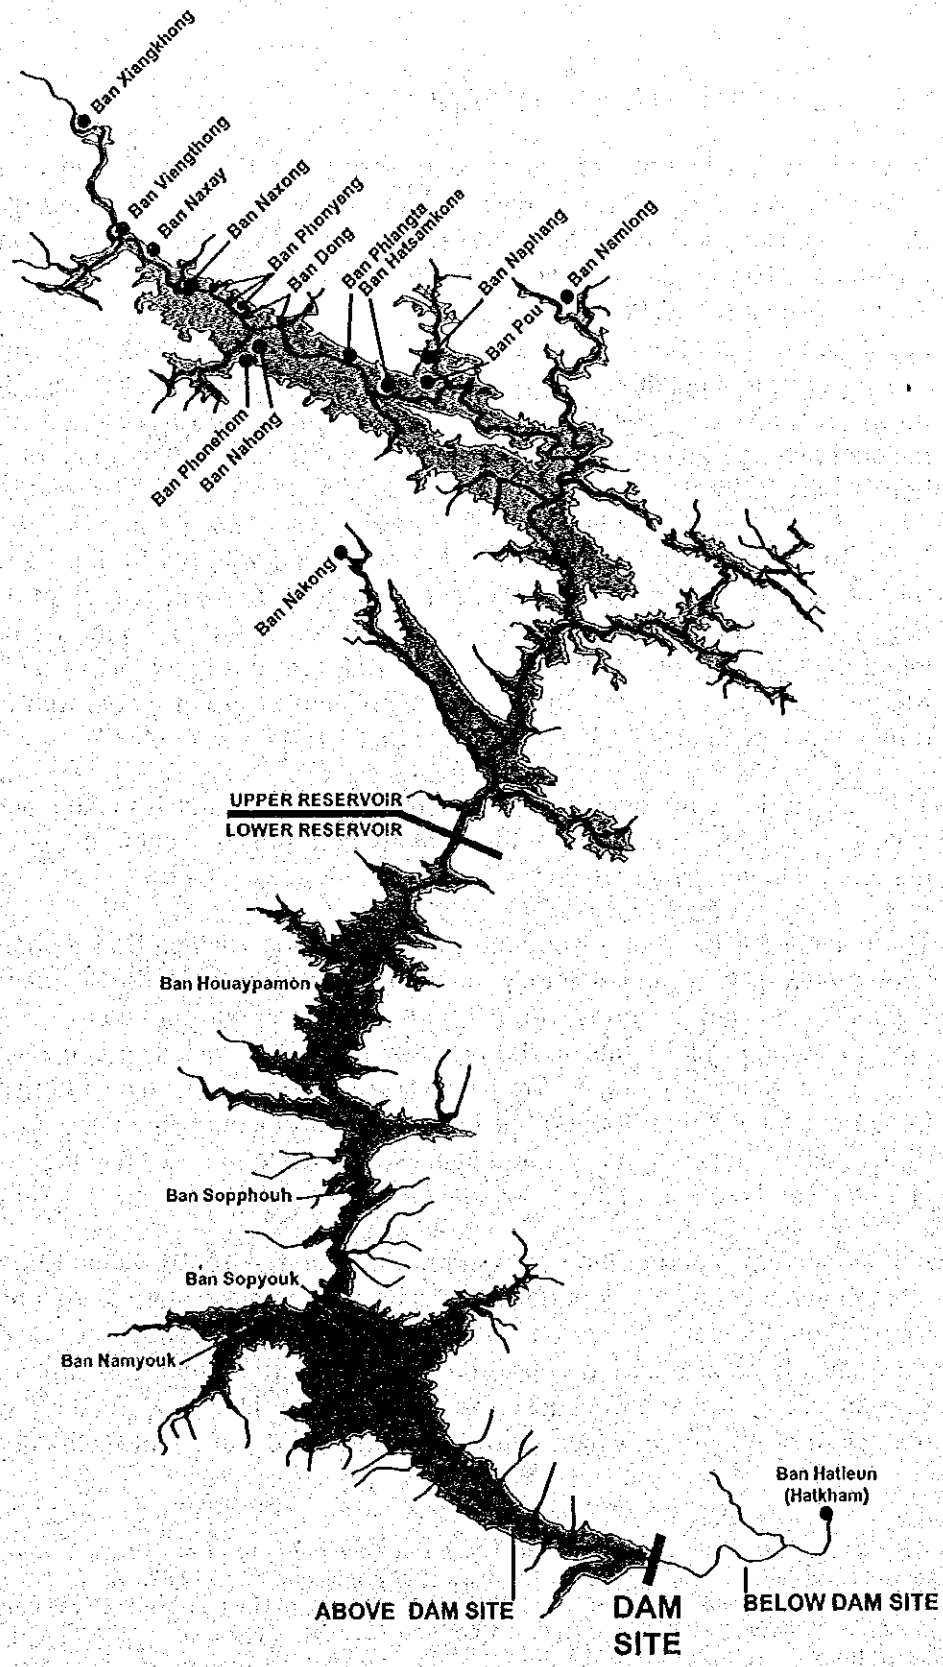 Ban Xiangkhong
Ban Viengthong
Ban Naxay
Ban Naxong
Ban Phonyeng
Ban Dong
Ban Phiangta
Ban Hatsamkone
Ban Naphang
Ban Pou
Ban Namlong
Ban Phonehom
Ban Nahong
Ban Nakong
UPPER RESERVOIR
LOWER RESERVOIR
Ban Houaypamon
Ban Sopphouh
Ban Sopyouk
Ban Namyouk
Ban Hatleun
(Hatkham)
ABOVE DAM SITE
DAM
SITE
BELOW DAM SITE